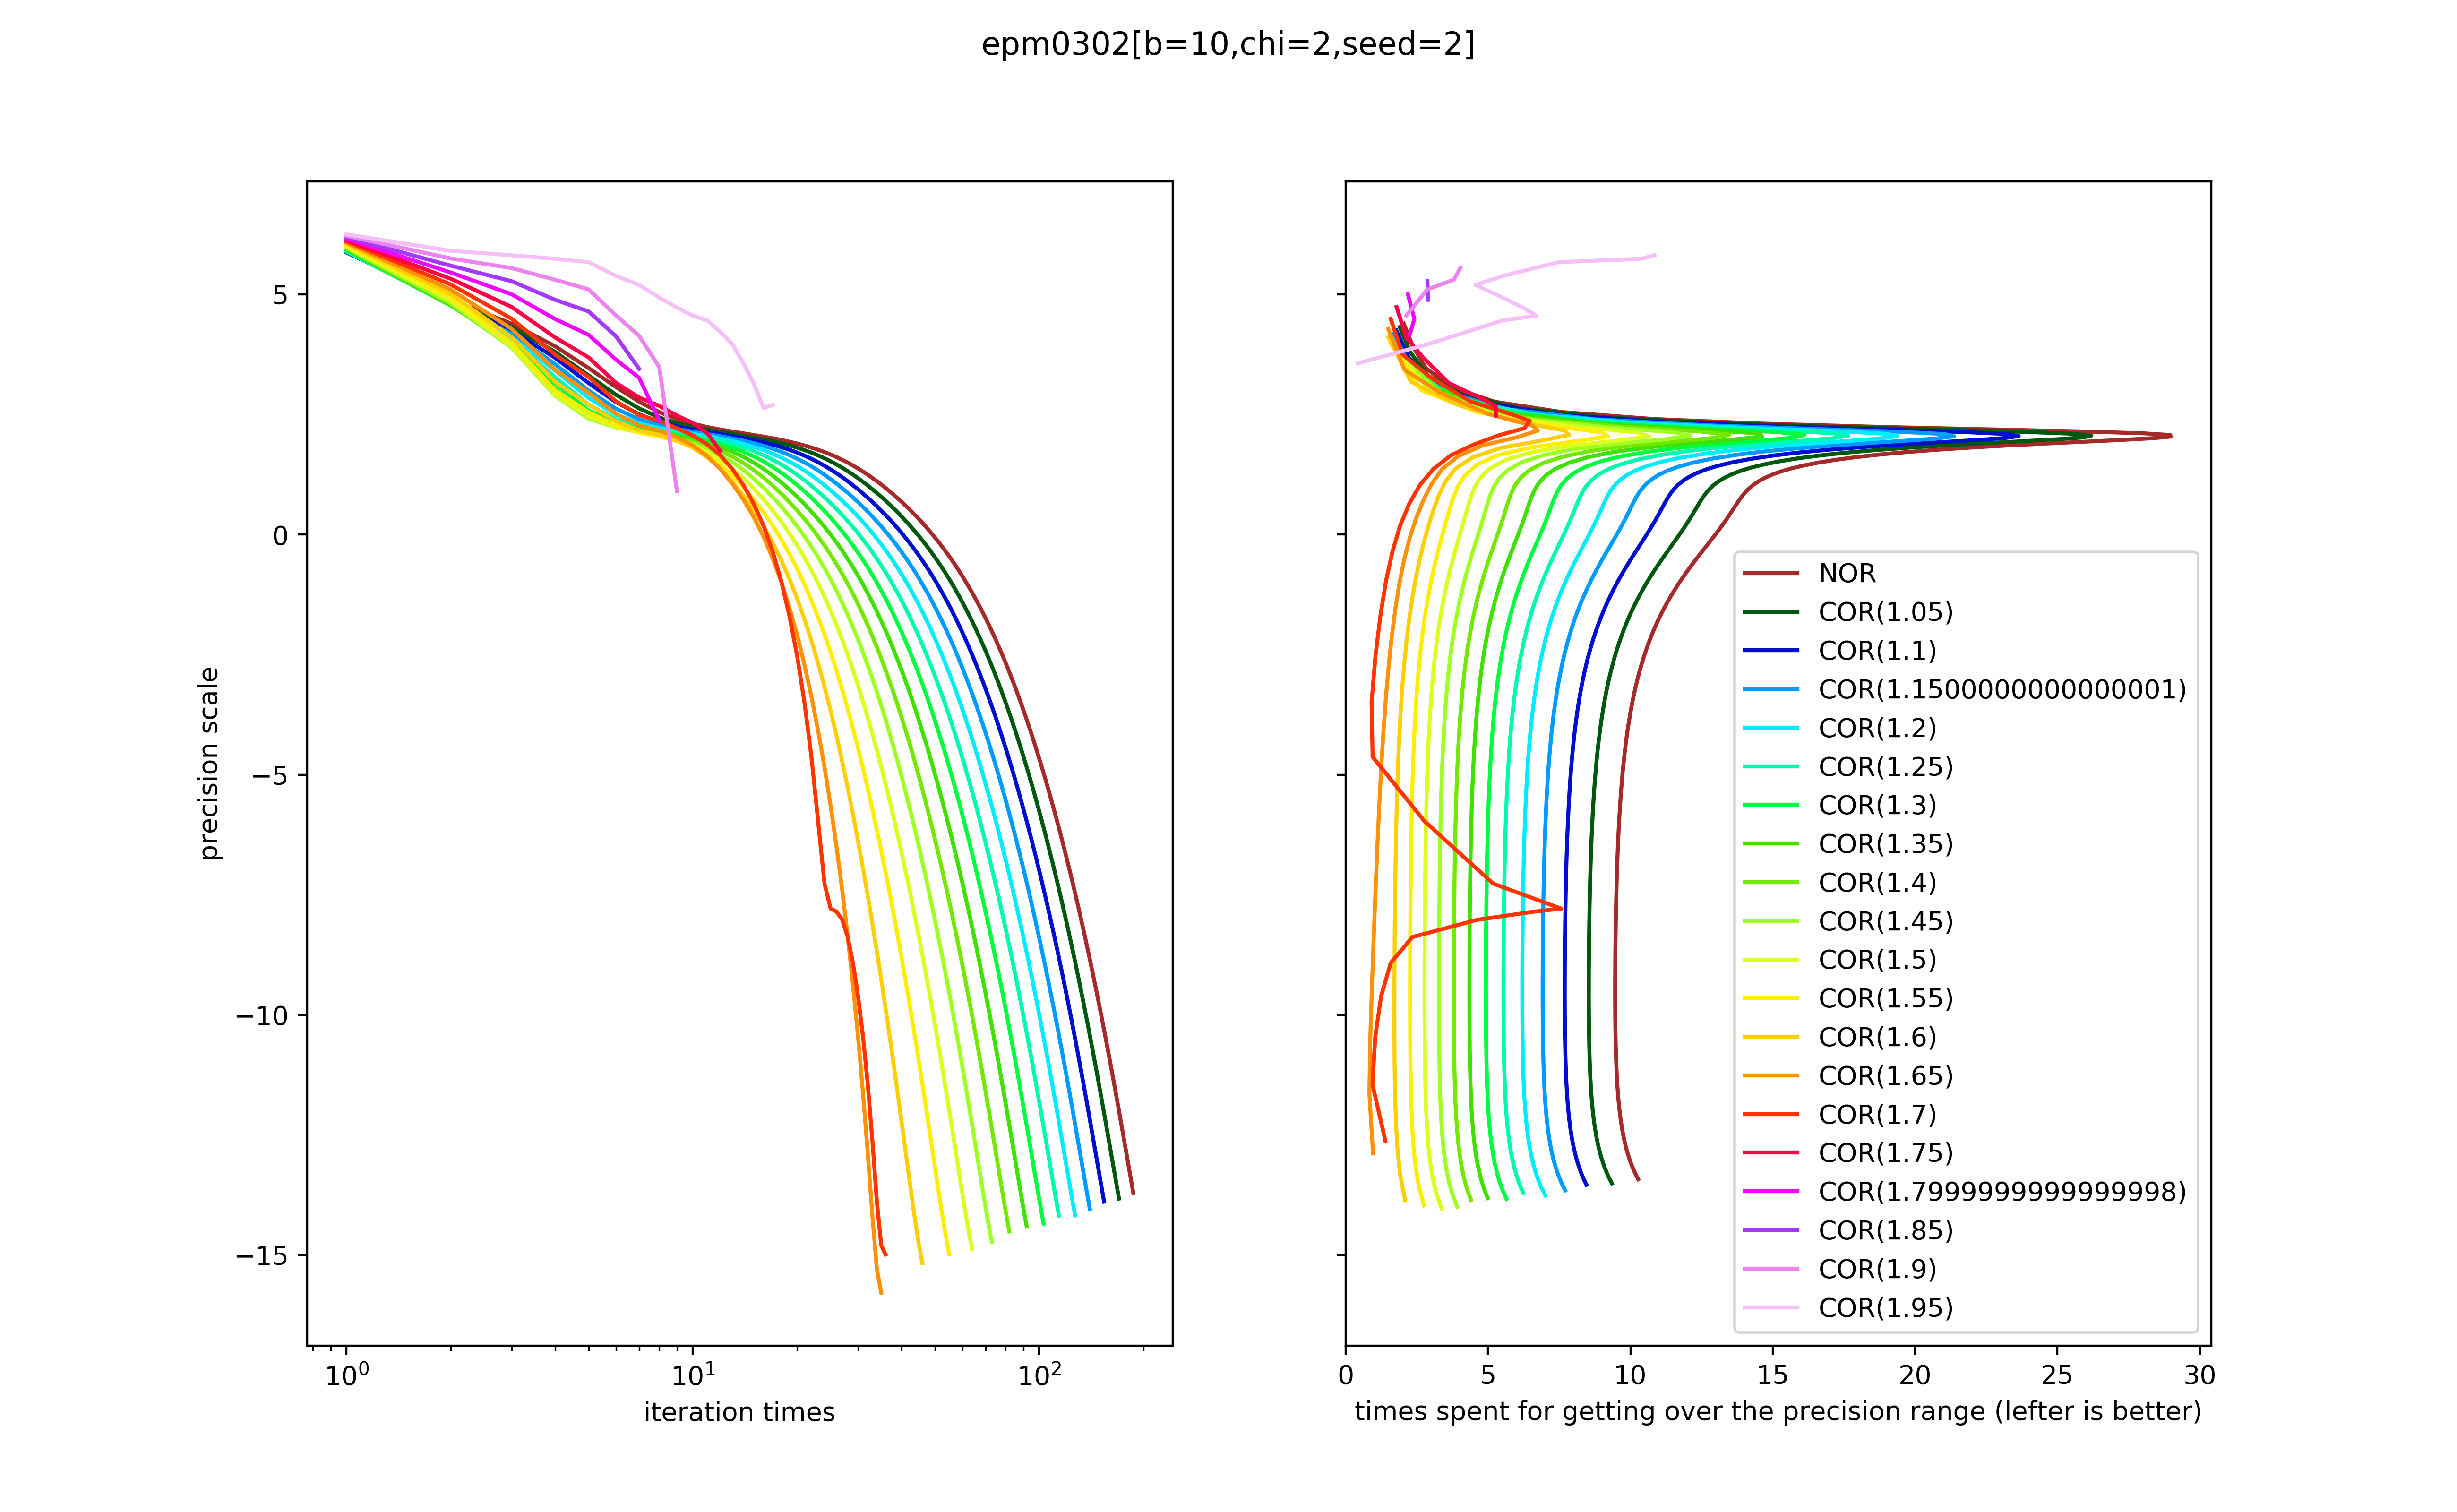 epm0302[b=10,chi=2,seed=2]
5
0
−5
−10
−15
precision scale
10⁰
10¹
10²
iteration times
NOR
COR(1.05)
COR(1.1)
COR(1.1500000000000001)
COR(1.2)
COR(1.25)
COR(1.3)
COR(1.35)
COR(1.4)
COR(1.45)
COR(1.5)
COR(1.55)
COR(1.6)
COR(1.65)
COR(1.7)
COR(1.75)
COR(1.7999999999999998)
COR(1.85)
COR(1.9)
COR(1.95)
0
5
10
15
20
25
30
times spent for getting over the precision range (lefter is better)